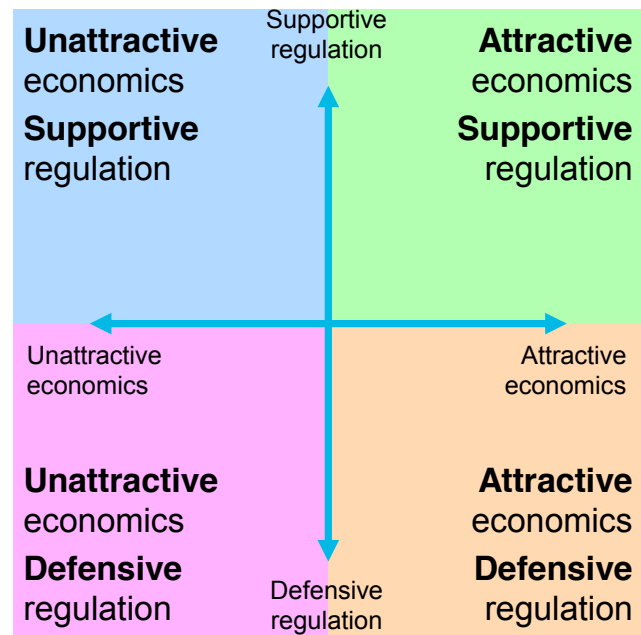 Unattractive
economics
Supportive
regulation
Supportive
regulation
Attractive
economics
Supportive
regulation
Unattractive
economics
Attractive
economics
Unattractive
economics
Defensive
regulation
Defensive
regulation
Attractive
economics
Defensive
regulation